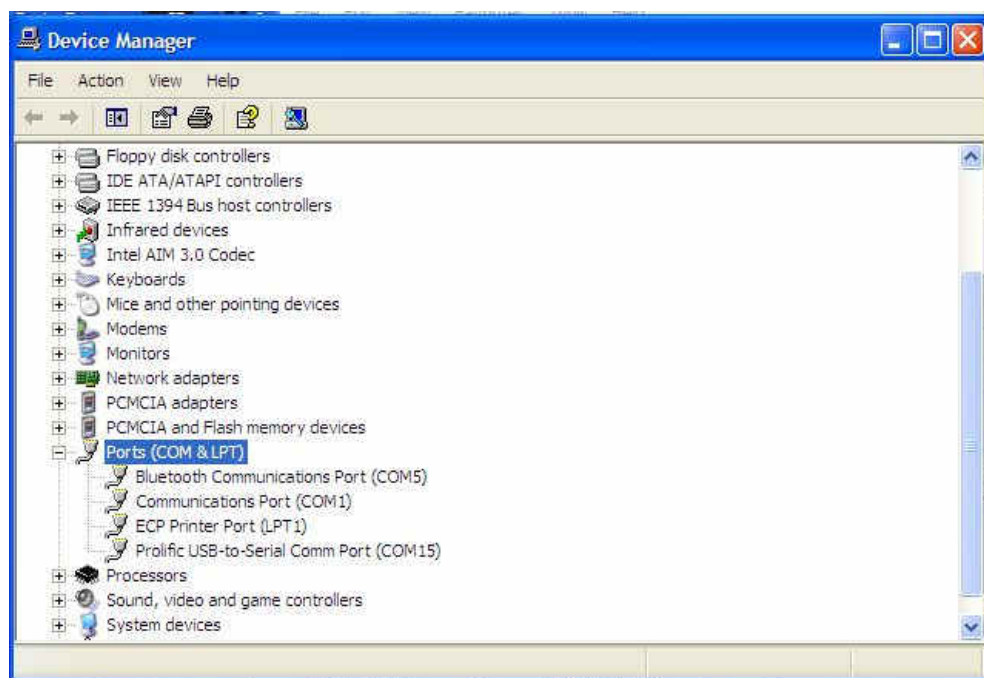 Device Manager
File Action View Help
Floppy disk controllers
IDE ATA/ATAPI controllers
IEEE 1394 Bus host controllers
Infrared devices
Intel AIM 3.0 Codec
Keyboards
Mice and other pointing devices
Modems
Monitors
Network adapters
PCMCIA adapters
PCMCIA and Flash memory devices
Ports (COM & LPT)
Bluetooth Communications Port (COM5)
Communications Port (COM1)
ECP Printer Port (LPT1)
Prolific USB-to-Serial Comm Port (COM15)
Processors
Sound, video and game controllers
System devices